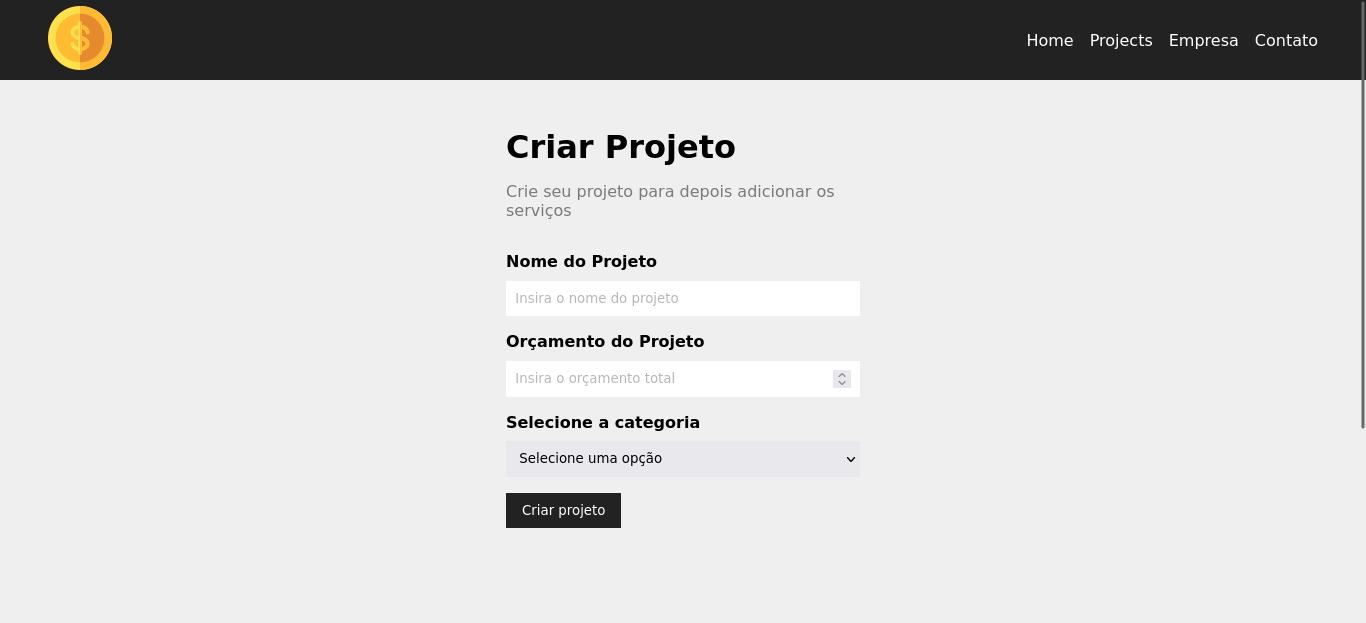 $
Home Projects Empresa Contato
Criar Projeto
Crie seu projeto para depois adicionar os
serviços
Nome do Projeto
Insira o nome do projeto
Orçamento do Projeto
Insira o orçamento total
Selecione a categoria
Selecione uma opção
Criar projeto